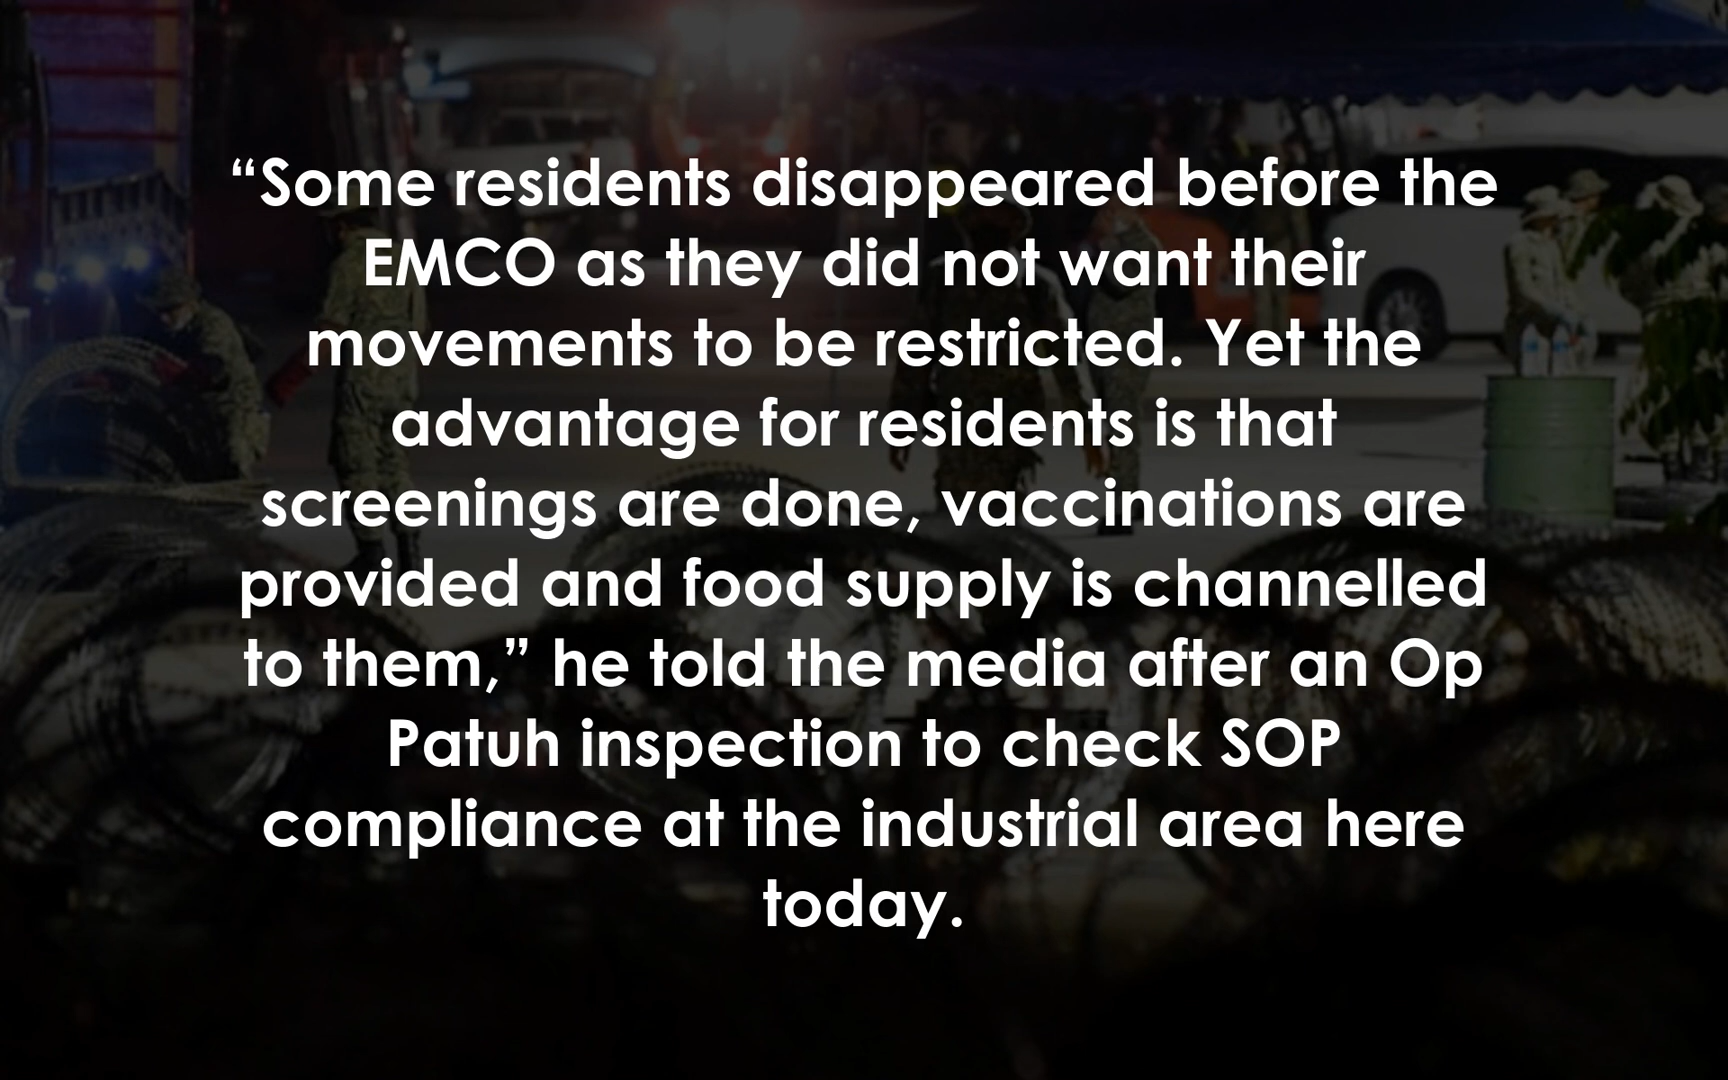 “Some residents disappeared before the
EMCO as they did not want their
movements to be restricted. Yet the
advantage for residents is that
screenings are done, vaccinations are
provided and food supply is channelled
to them,” he told the media after an Op
Patuh inspection to check SOP
compliance at the industrial area here
today.